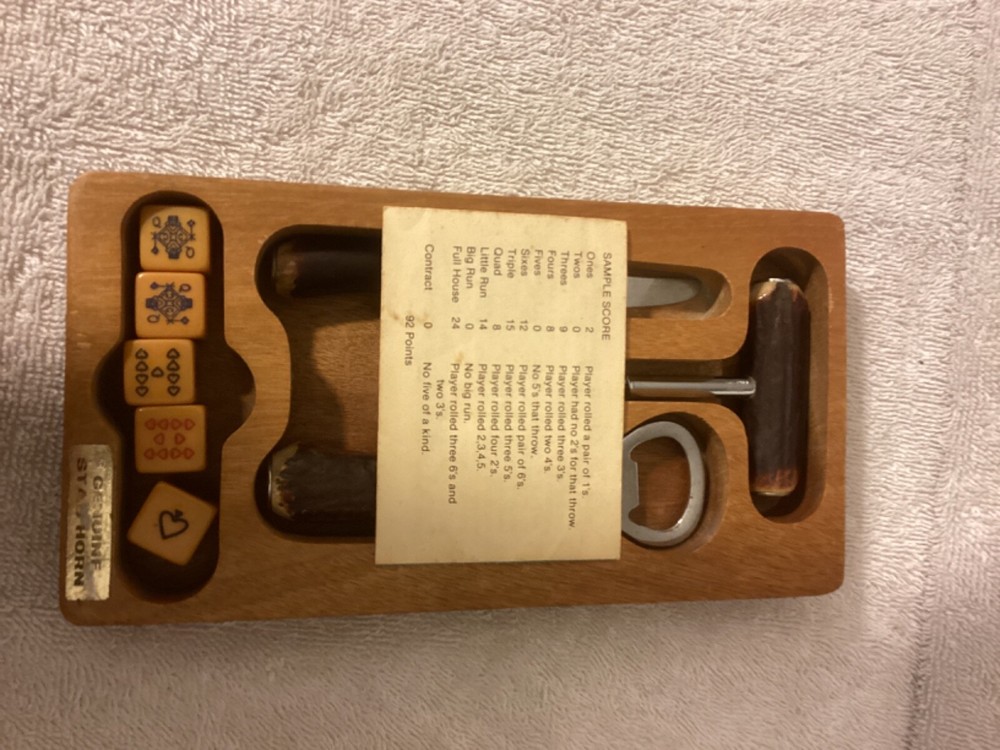 SAMPLE SCORE
Ones 2 Player rolled a pair of 1's.
Twos 0 Player had no 2's for that throw.
Threes 9 Player rolled three 3's.
Fours 8 Player rolled two 4's.
Fives 0 No 5's that throw.
Sixes 12 Player rolled pair of 6's.
Triple 15 Player rolled three 5's.
Quad 8 Player rolled four 2's.
Little Run 14 Player rolled 2,3,4,5.
Big Run 0 No big run.
Full House 24 Player rolled three 6's and
two 3's.
Contract 0 No five of a kind.
92 Points
GENUINE
STAG HORN
Q
Q